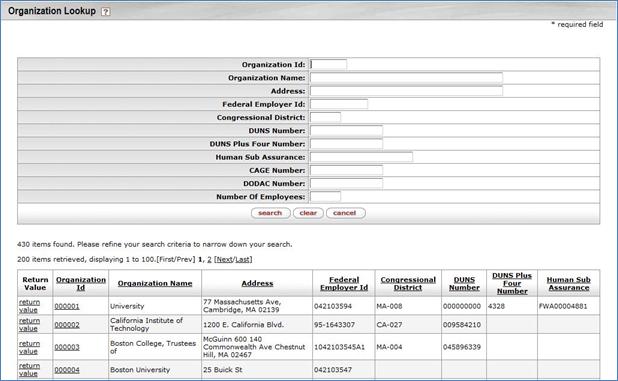 Organization Lookup ?
* required field
Organization Id:
Organization Name:
Address:
Federal Employer Id:
Congressional District:
DUNS Number:
DUNS Plus Four Number:
Human Sub Assurance:
CAGE Number:
DODAC Number:
Number Of Employees:
search clear cancel
430 items found. Please refine your search criteria to narrow down your search.
200 items retrieved, displaying 1 to 100.[First/Prev] 1, 2 [Next/Last]
Return Value Organization Id Organization Name Address Federal Employer Id Congressional District DUNS Number DUNS Plus Four Number Human Sub Assurance
return value 000001 University 77 Massachusetts Ave, Cambridge, MA 02139 042103594 MA-008 000000000 4328 FWA00004881
return value 000002 California Institute of Technology 1200 E. California Blvd. 95-1643307 CA-027 009584210
return value 000003 Boston College, Trustees of McGuinn 600 140 Commonwealth Ave Chestnut Hill, MA 02467 1042103545A1 MA-004 045896339
return value 000004 Boston University 25 Buick St 042103547